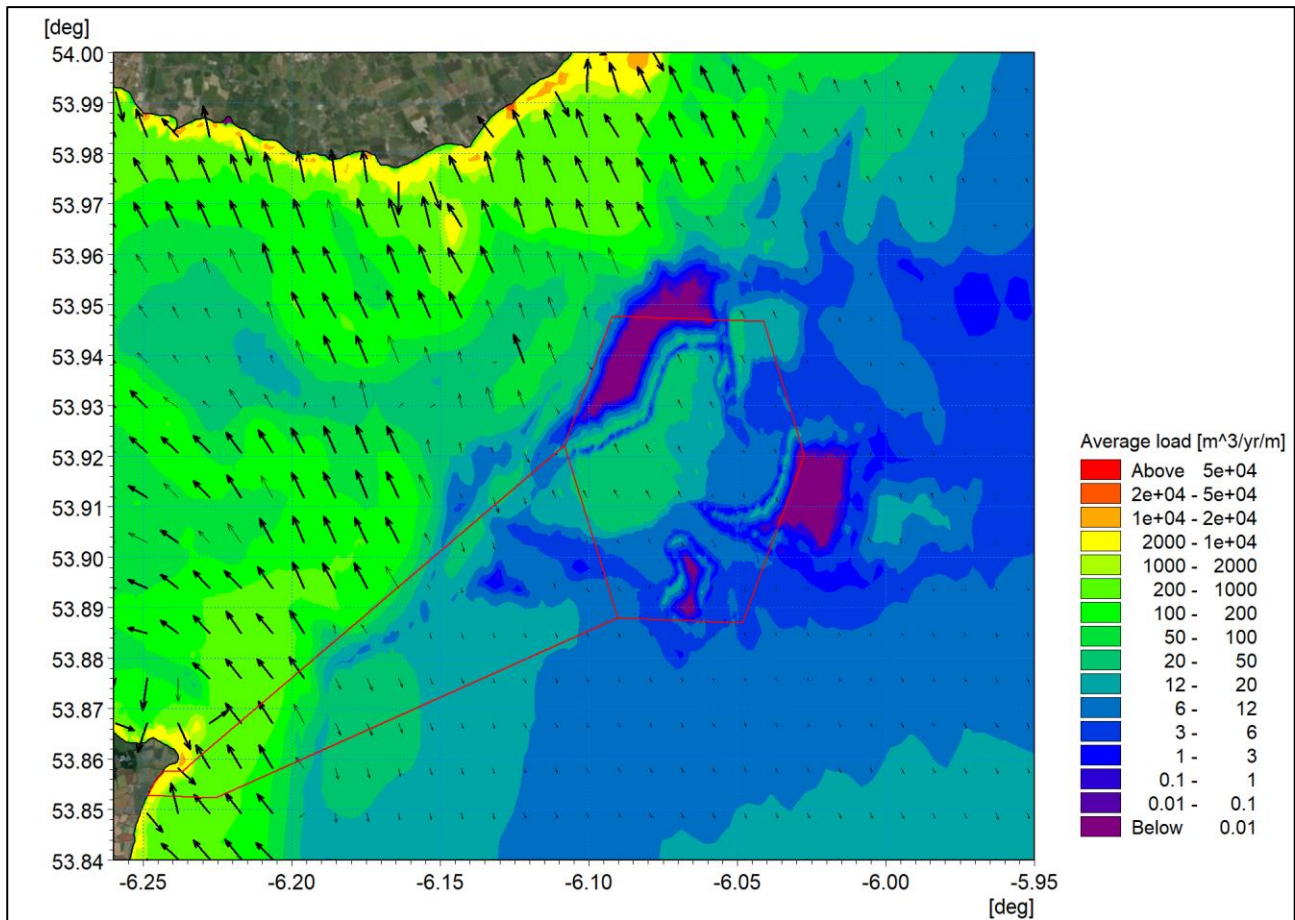 [deg]
54.00
53.99
53.98
53.97
53.96
53.95
53.94
53.93
53.92
53.91
53.90
53.89
53.88
53.87
53.86
53.85
53.84
-6.25 -6.20 -6.15 -6.10 -6.05 -6.00 -5.95
[deg]
Average load [m^3/yr/m]
Above 5e+04
2e+04 - 5e+04
1e+04 - 2e+04
2000 - 1e+04
1000 - 2000
200 - 1000
100 - 200
50 - 100
20 - 50
12 - 20
6 - 12
3 - 6
1 - 3
0.1 - 1
0.01 - 0.1
Below 0.01